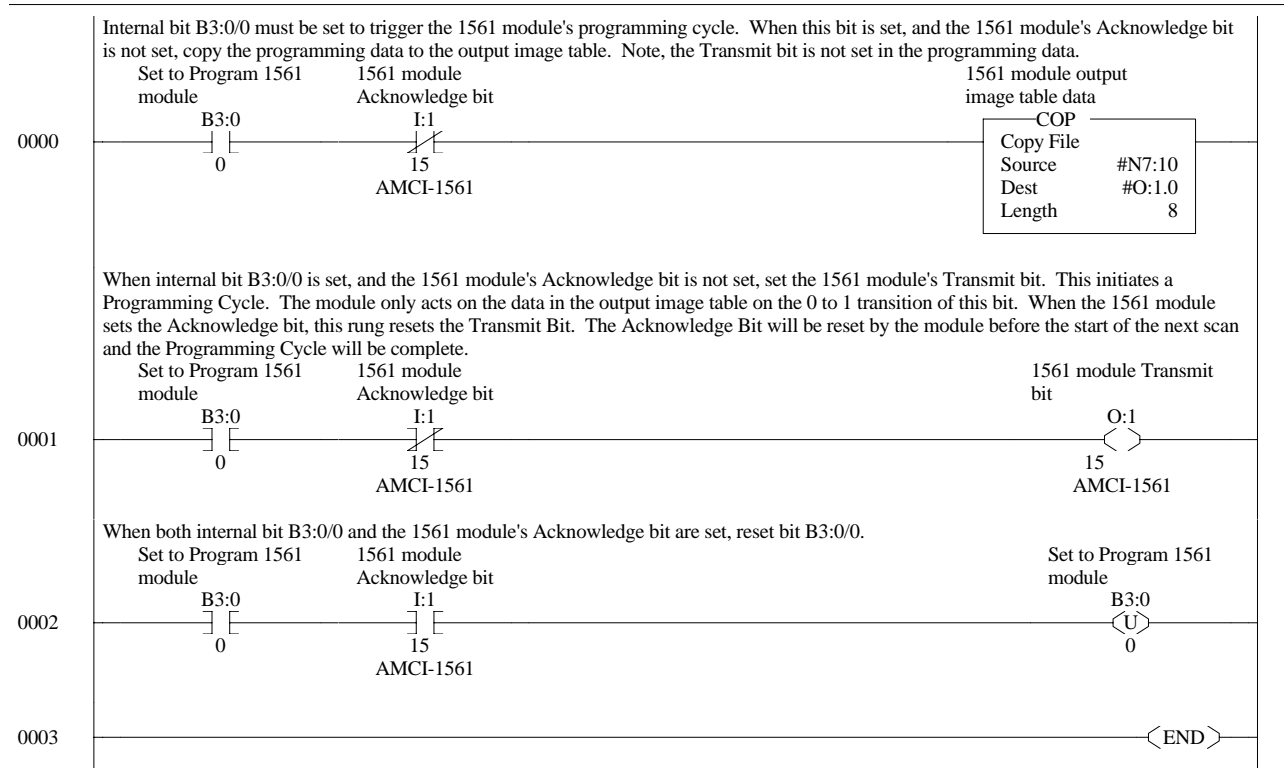 Internal bit B3:0/0 must be set to trigger the 1561 module's programming cycle. When this bit is set, and the 1561 module's Acknowledge bit
is not set, copy the programming data to the output image table. Note, the Transmit bit is not set in the programming data.
Set to Program 1561 1561 module 1561 module output
module Acknowledge bit image table data
B3:0 I:1 COP
0000 Copy File
0 15 Source #N7:10
AMCI-1561 Dest #O:1.0
Length 8
When internal bit B3:0/0 is set, and the 1561 module's Acknowledge bit is not set, set the 1561 module's Transmit bit. This initiates a
Programming Cycle. The module only acts on the data in the output image table on the 0 to 1 transition of this bit. When the 1561 module
sets the Acknowledge bit, this rung resets the Transmit Bit. The Acknowledge Bit will be reset by the module before the start of the next scan
and the Programming Cycle will be complete.
Set to Program 1561 1561 module 1561 module Transmit
module Acknowledge bit bit
B3:0 I:1 O:1
0001
0 15 15
AMCI-1561 AMCI-1561
When both internal bit B3:0/0 and the 1561 module's Acknowledge bit are set, reset bit B3:0/0.
Set to Program 1561 1561 module Set to Program 1561
module Acknowledge bit module
B3:0 I:1 B3:0
0002 U
0 15 0
AMCI-1561
0003 END